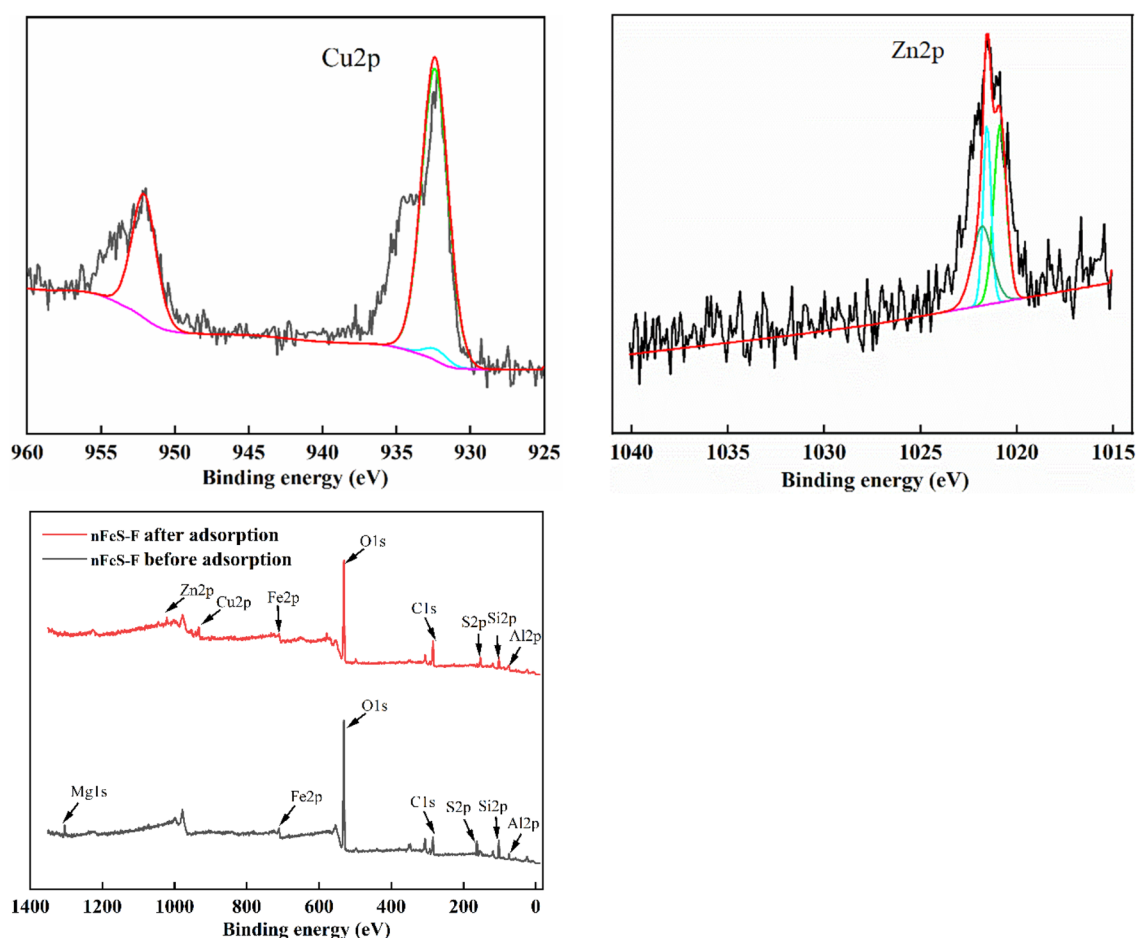 Cu2p
960 955 950 945 940 935 930 925
Binding energy (eV)
Zn2p
1040 1035 1030 1025 1020 1015
Binding energy (eV)
nFeS-F after adsorption
nFeS-F before adsorption
O1s
Zn2p
Cu2p
Fe2p
C1s
S2p
Si2p
Al2p
O1s
Mg1s
Fe2p
C1s
S2p
Si2p
Al2p
1400 1200 1000 800 600 400 200 0
Binding energy (eV)